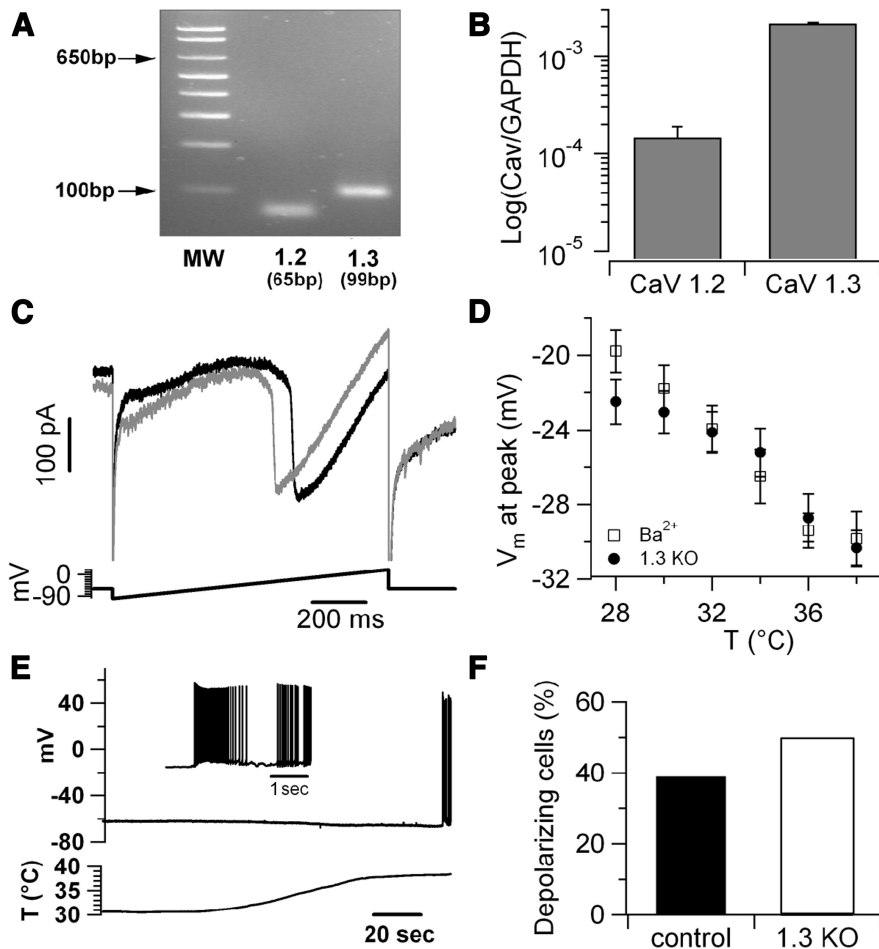 A
650bp
100bp
MW
1.2
(65bp)
1.3
(99bp)
B
Log(Cav/GAPDH)
10-3
10-4
10-5
CaV 1.2
CaV 1.3
C
100 pA
mV
0
-90
200 ms
D
Vm at peak (mV)
-20
-24
-28
-32
Ba2+
1.3 KO
28
32
36
T (°C)
E
mV
40
0
-40
-80
1sec
T (°C)
40
35
30
20 sec
F
Depolarizing cells (%)
60
40
20
0
control
1.3 KO